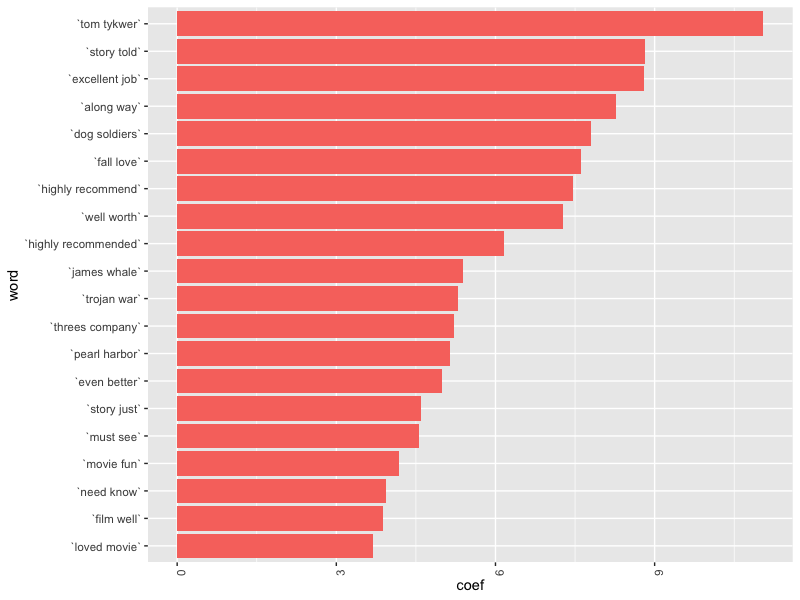 `tom tykwer`
`story told`
`excellent job`
`along way`
`dog soldiers`
`fall love`
`highly recommend`
`well worth`
`highly recommended`
`james whale`
`trojan war`
`threes company`
`pearl harbor`
`even better`
`story just`
`must see`
`movie fun`
`need know`
`film well`
`loved movie`
word
0 3 6 9
coef